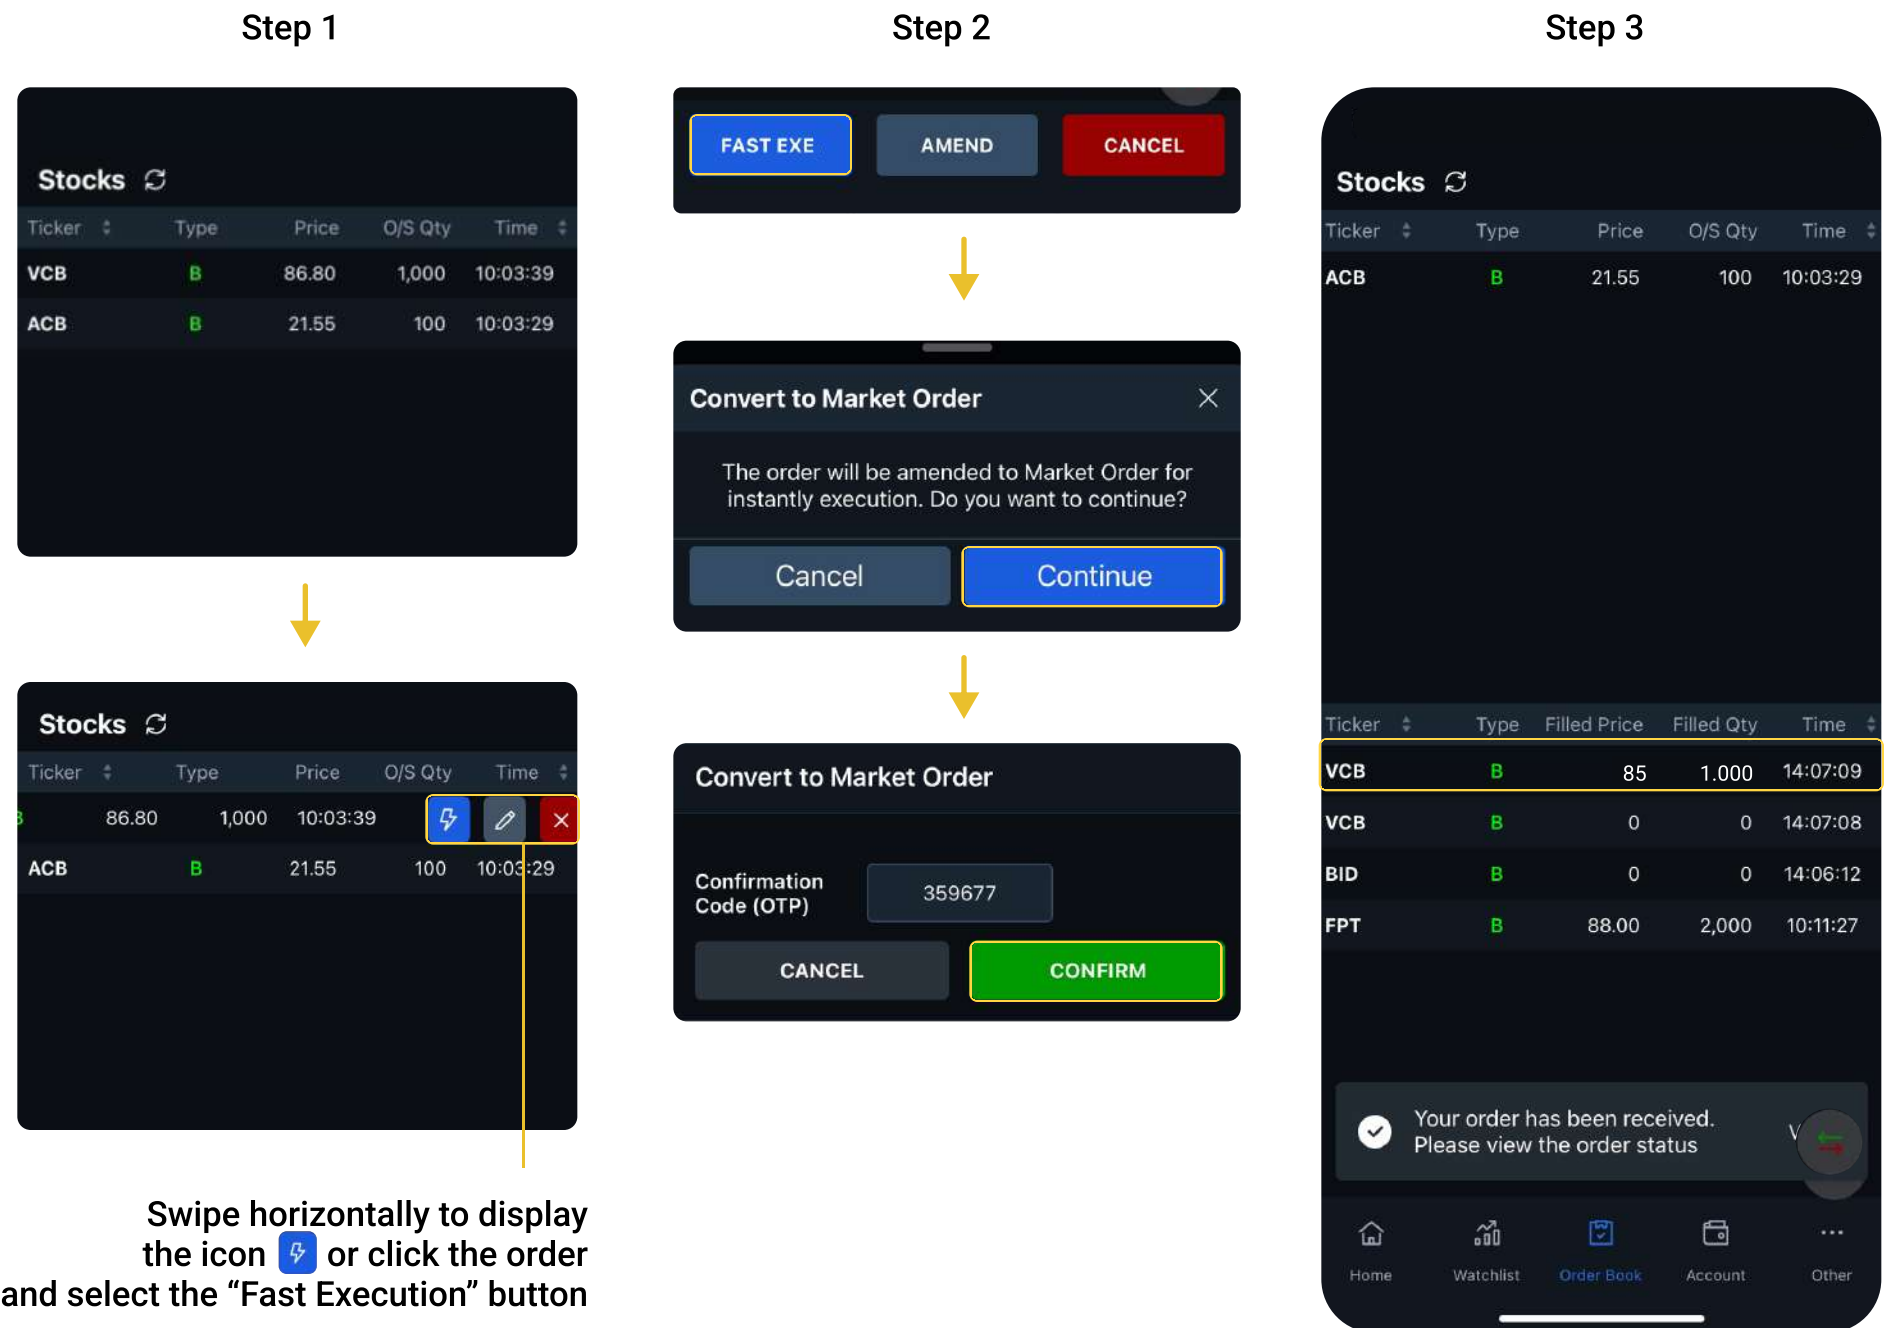 Step 1
Stocks
Ticker Type Price O/S Qty Time
VCB B 86.80 1,000 10:03:39
ACB B 21.55 100 10:03:29
Stocks
Ticker Type Price O/S Qty Time
B 86.80 1,000 10:03:39
ACB B 21.55 100 10:03:29
Swipe horizontally to display
the icon or click the order
and select the “Fast Execution” button
Step 2
FAST EXE AMEND CANCEL
Convert to Market Order
The order will be amended to Market Order for
instantly execution. Do you want to continue?
Cancel Continue
Convert to Market Order
Confirmation
Code (OTP)
359677
CANCEL CONFIRM
Step 3
Stocks
Ticker Type Price O/S Qty Time
ACB B 21.55 100 10:03:29
Ticker Type Filled Price Filled Qty Time
VCB B 85 1.000 14:07:09
VCB B 0 0 14:07:08
BID B 0 0 14:06:12
FPT B 88.00 2,000 10:11:27
Your order has been received.
Please view the order status
Home Watchlist Order Book Account Other